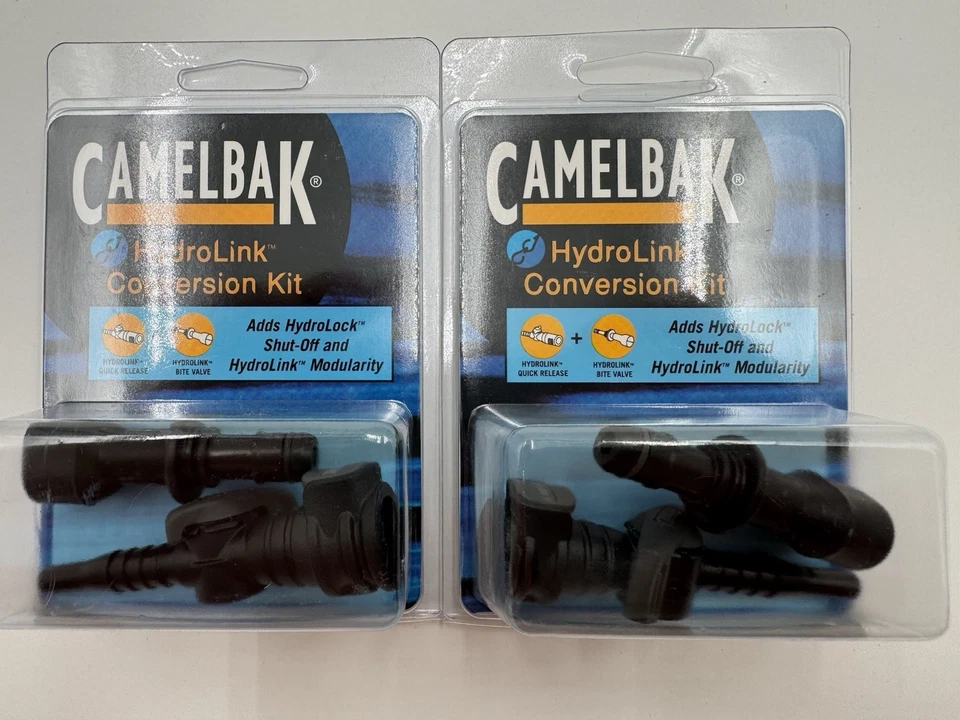 CAMELBAK®
HydroLink™
Conversion Kit
HYDROLINK™
QUICK RELEASE
HYDROLINK™
BITE VALVE
Adds HydroLock™
Shut-Off and
HydroLink™ Modularity
CAMELBAK®
HydroLink
Conversion Kit
HYDROLINK™
QUICK RELEASE
+
HYDROLINK™
BITE VALVE
Adds HydroLock™
Shut-Off and
HydroLink™ Modularity